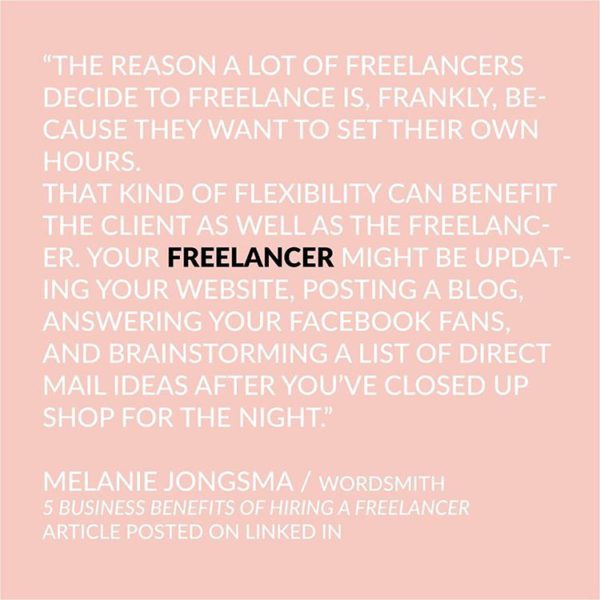 “THE REASON A LOT OF FREELANCERS
DECIDE TO FREELANCE IS, FRANKLY, BE-
CAUSE THEY WANT TO SET THEIR OWN
HOURS.
THAT KIND OF FLEXIBILITY CAN BENEFIT
THE CLIENT AS WELL AS THE FREELANC-
ER. YOUR FREELANCER MIGHT BE UPDAT-
ING YOUR WEBSITE, POSTING A BLOG,
ANSWERING YOUR FACEBOOK FANS,
AND BRAINSTORMING A LIST OF DIRECT
MAIL IDEAS AFTER YOU’VE CLOSED UP
SHOP FOR THE NIGHT.”
MELANIE JONGSMA / WORDSMITH
5 BUSINESS BENEFITS OF HIRING A FREELANCER
ARTICLE POSTED ON LINKED IN